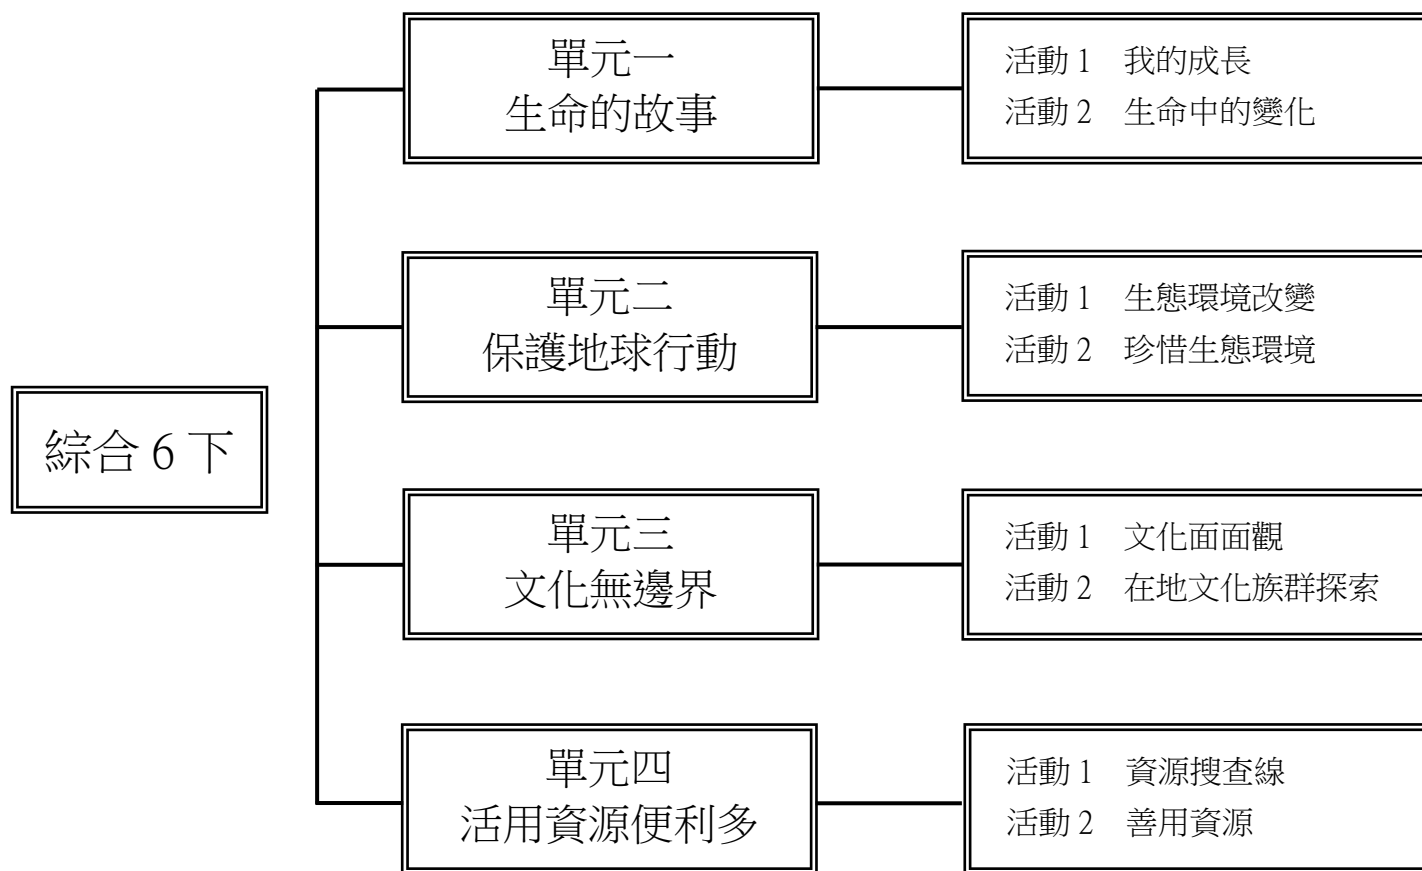 綜合 6 下
單元一
生命的故事
活動 1　我的成長
活動 2　生命中的變化
單元二
保護地球行動
活動 1　生態環境改變
活動 2　珍惜生態環境
單元三
文化無邊界
活動 1　文化面面觀
活動 2　在地文化族群探索
單元四
活用資源便利多
活動 1　資源搜查線
活動 2　善用資源